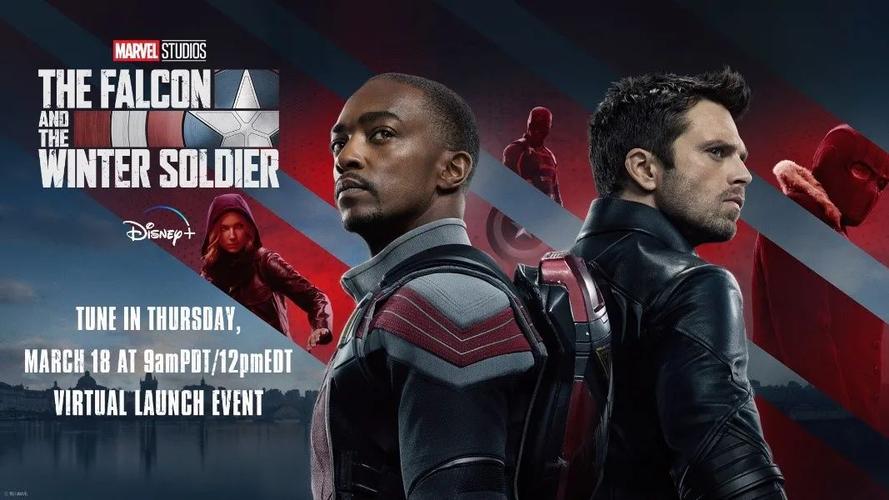 MARVEL STUDIOS
THE FALCON
AND
THE
WINTER SOLDIER
Disney+
TUNE IN THURSDAY,
MARCH 18 AT 9amPDT/12pmEDT
VIRTUAL LAUNCH EVENT